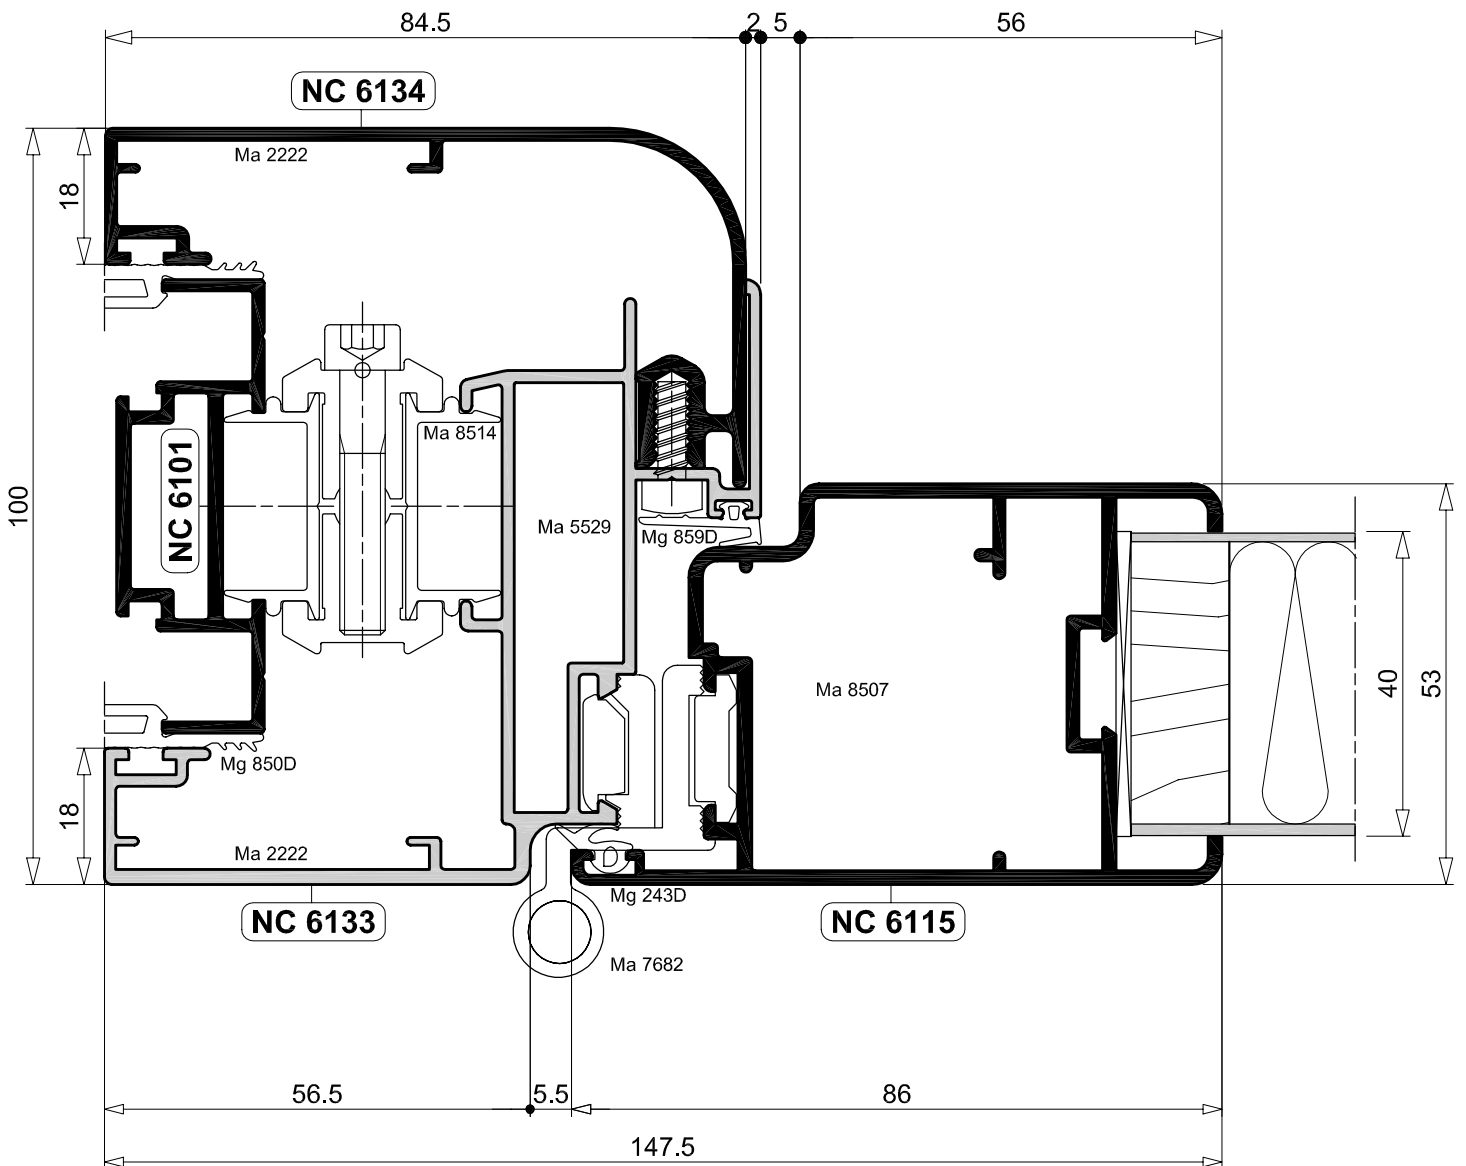 84.5
2
5
56
NC 6134
Ma 2222
18
100
NC 6101
Ma 8514
Ma 5529
Mg 859D
Ma 8507
40
53
Mg 850D
18
Ma 2222
NC 6133
Mg 243D
NC 6115
Ma 7682
56.5
5.5
86
147.5